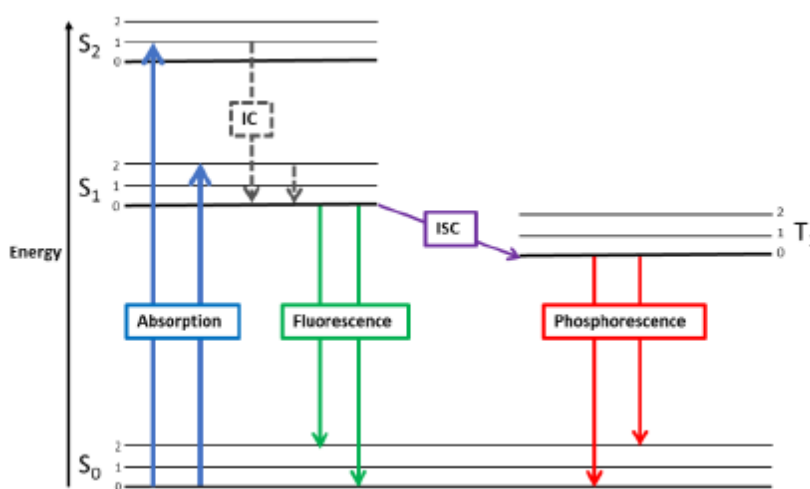 2
S2 1
0
IC
2
S1 1
0
2
1 T
0
ISC
Energy
Absorption
Fluorescence
Phosphorescence
2
S0 1
0